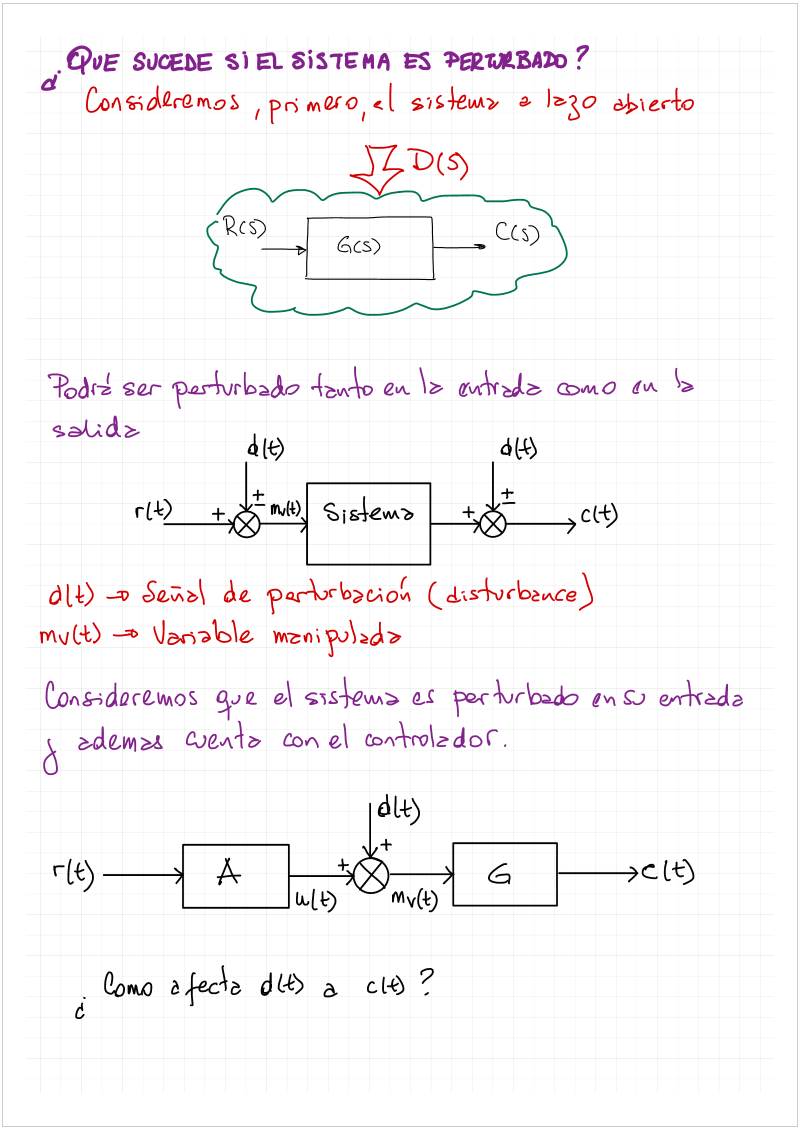 ¿QUE SUCEDE SI EL SISTEMA ES PERTURBADO?
Consideremos, primero, el sistema a lazo abierto
D(s)
R(s)
G(s)
C(s)
Podrá ser perturbado tanto en la entrada como en la
salida
d(t) d(t)
r(t) + ± mv(t) Sistema + ± c(t)
d(t) → Señal de perturbación (disturbance)
mv(t) → Variable manipulada
Consideremos que el sistema es perturbado en su entrada
y ademas cuenta con el controlador.
d(t)
r(t) A u(t) + + mv(t) G c(t)
¿Como afecta d(t) a c(t)?